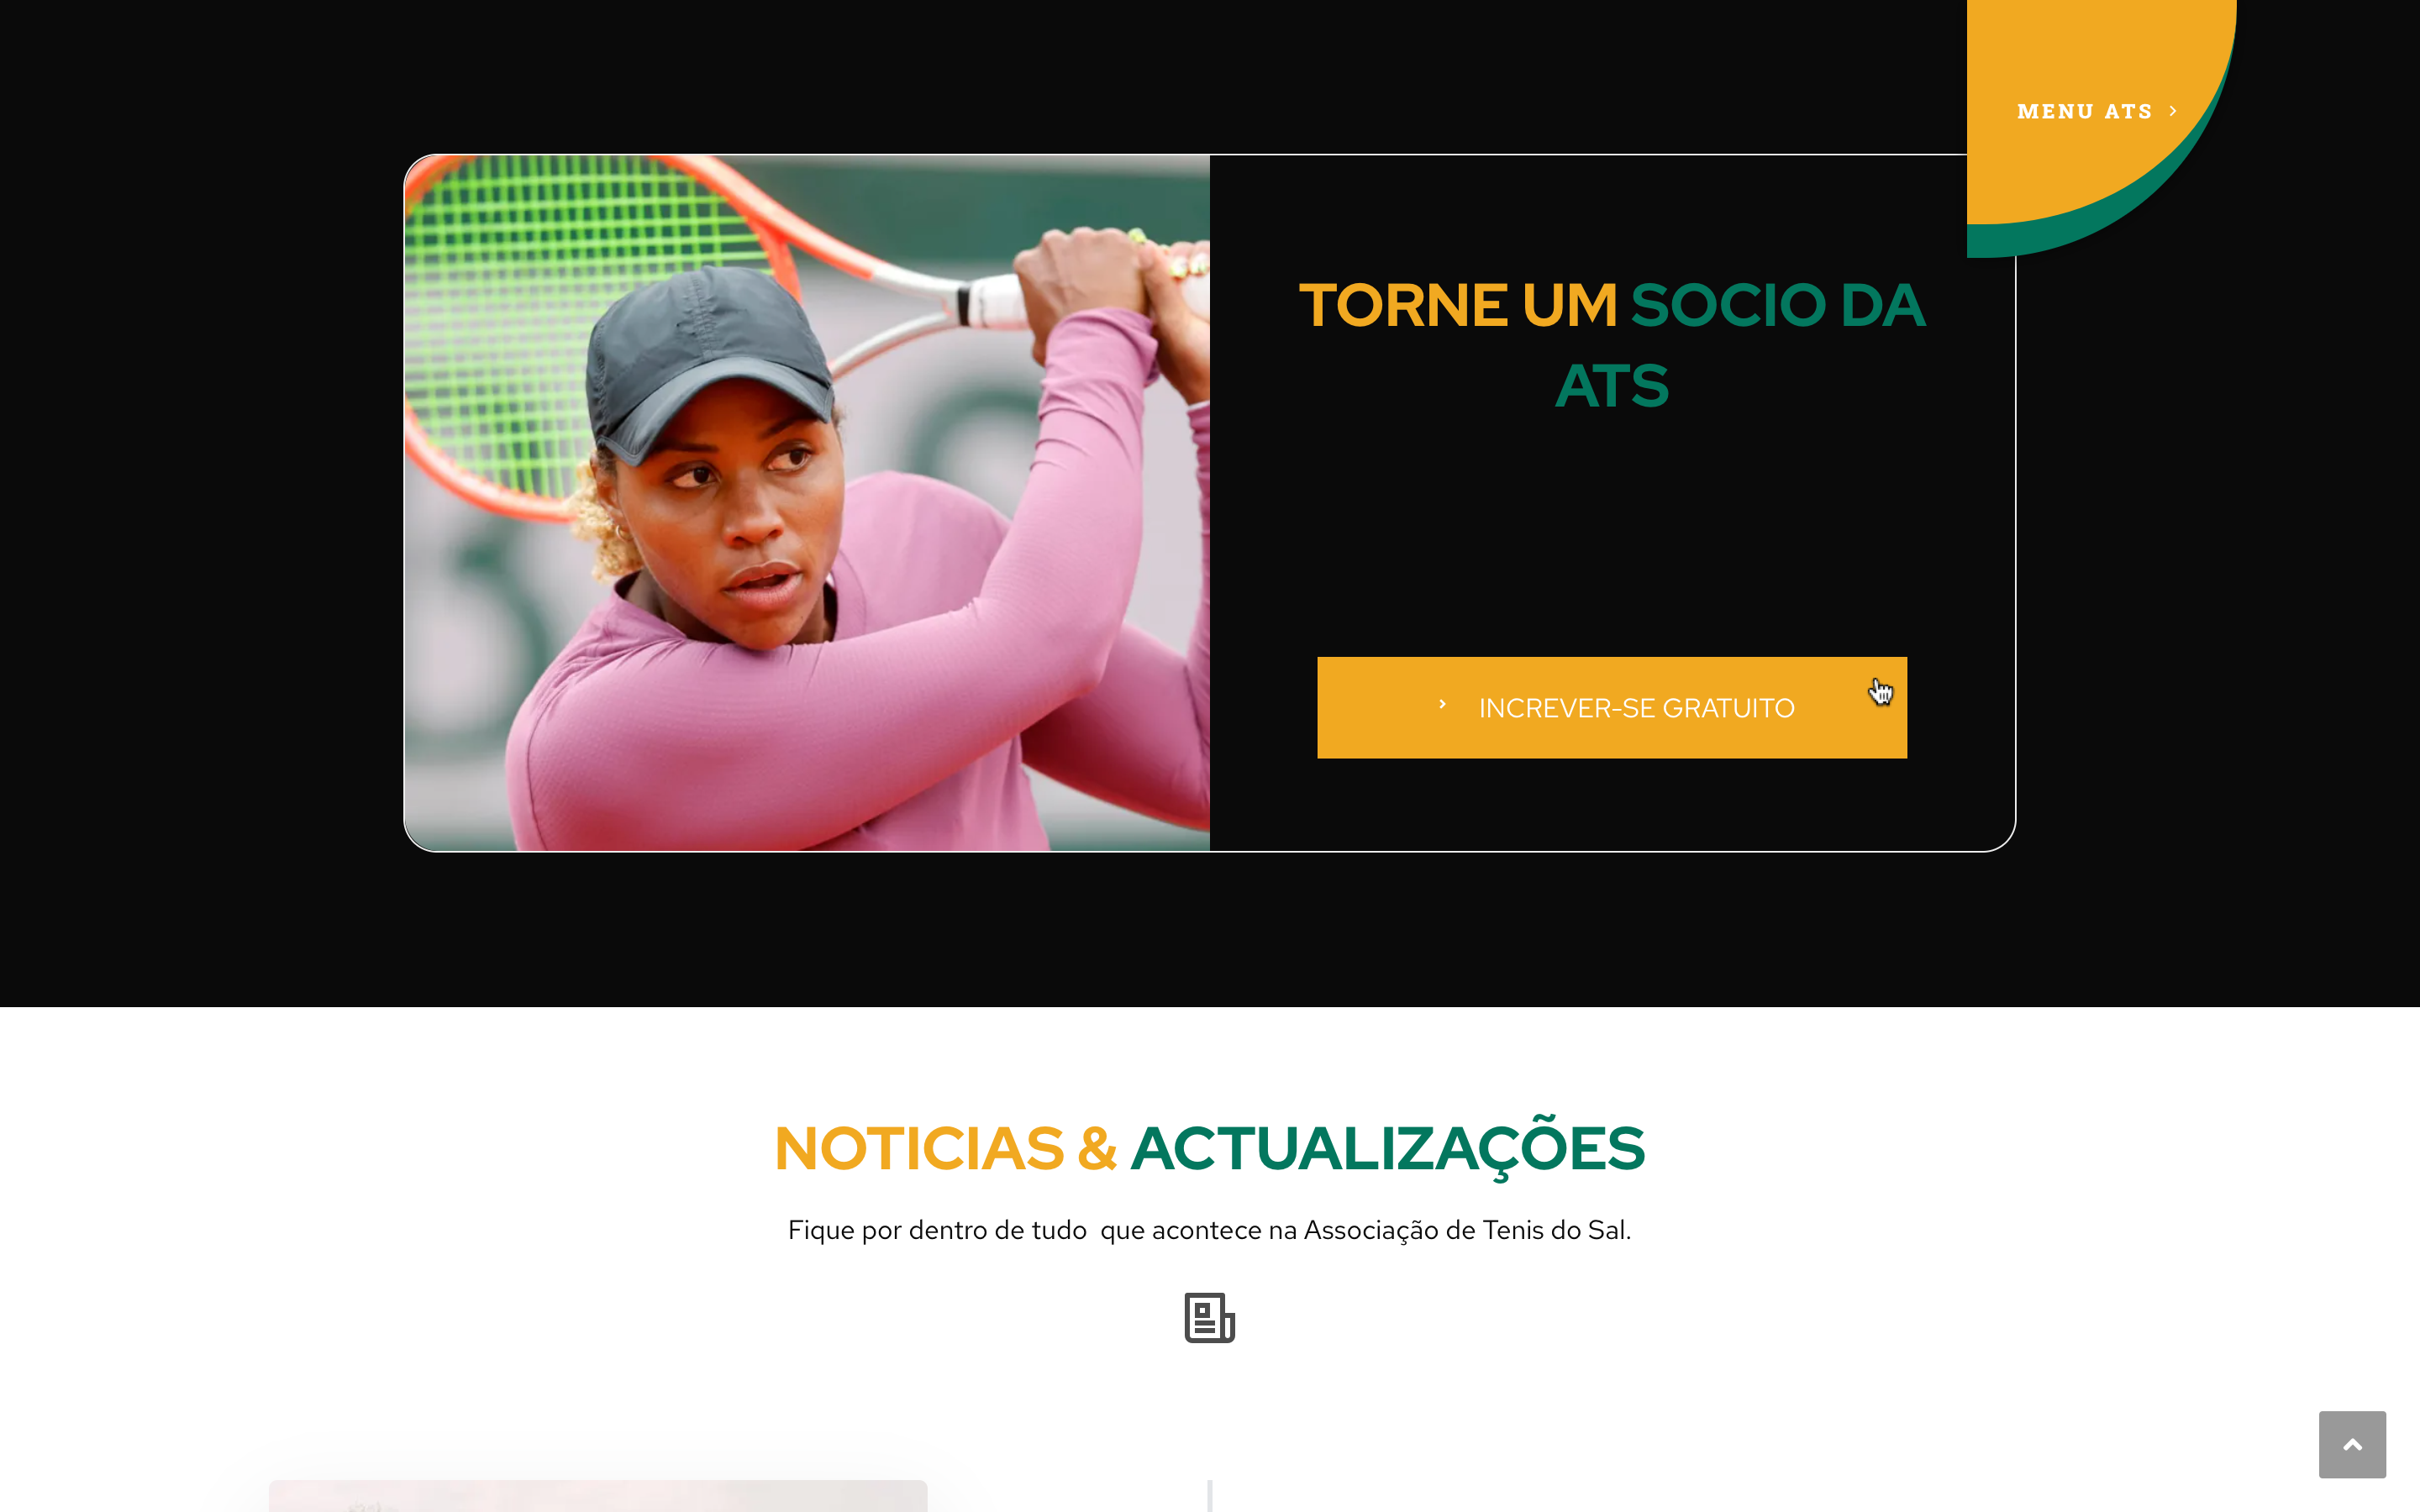 MENU ATS
TORNE UM SOCIO DA
ATS
INCREVER-SE GRATUITO
NOTICIAS & ACTUALIZAÇÕES
Fique por dentro de tudo  que acontece na Associação de Tenis do Sal.